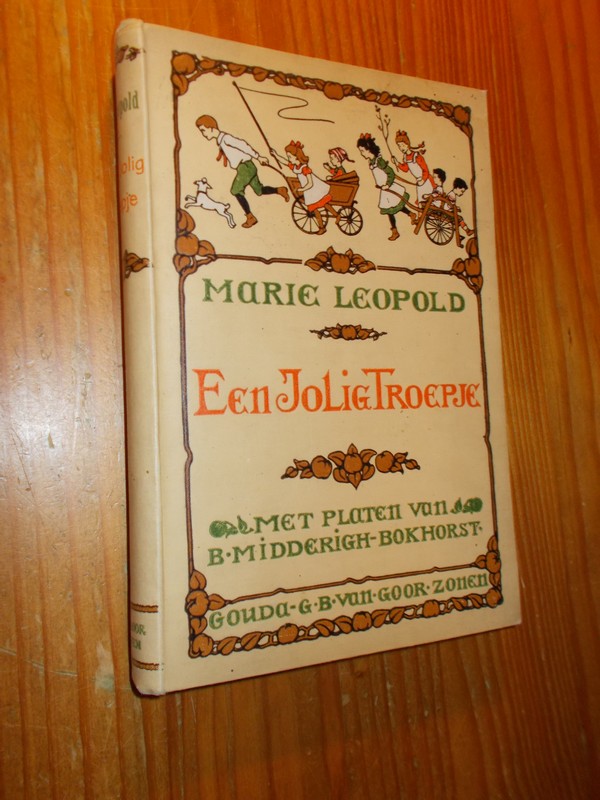 MARIE LEOPOLD
EEN JOLIG TROEPJE
MET PLATEN VAN
B·MIDDERIGH-BOKHORST·
GOUDA-G·B·VAN·GOOR·ZONEN